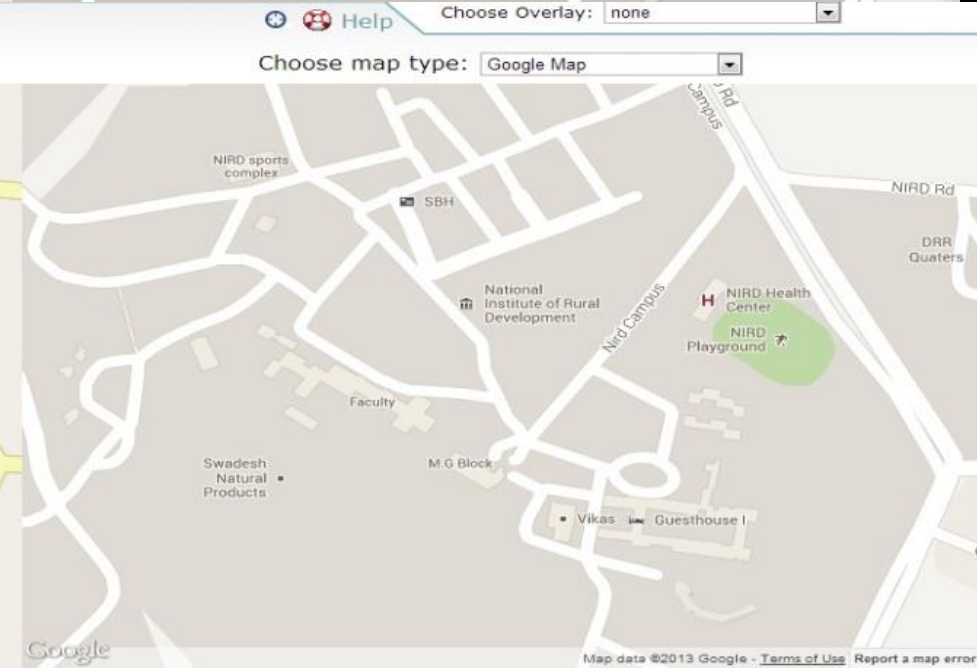 Help
Choose Overlay: none
Choose map type: Google Map
Campus
Rd
NIRD sports
complex
SBH
NIRD Rd
DRR
Quaters
National
Institute of Rural
Development
Nird Campus
H
NIRD Health
Center
NIRD
Playground
Faculty
M.G Block
Swadesh
Natural
Products
Vikas
Guesthouse I
Google
Map data ©2013 Google - Terms of Use Report a map error